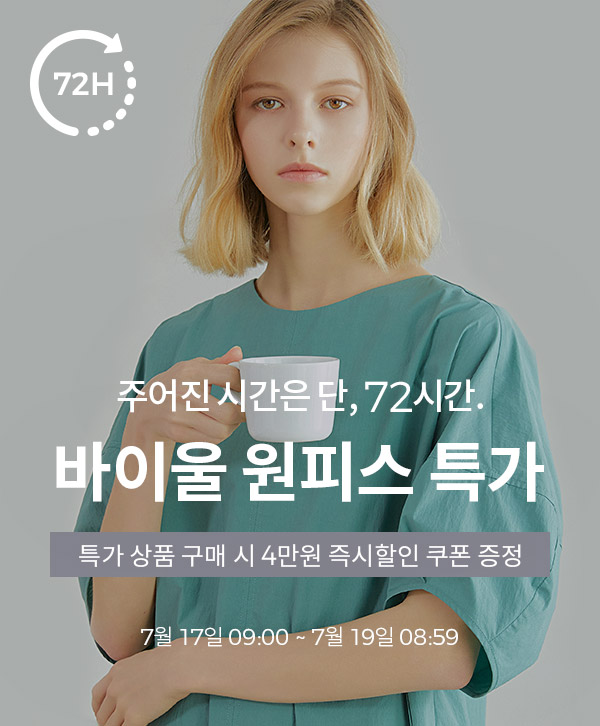 72H
주어진 시간은 단, 72시간.
바이울 원피스 특가
특가 상품 구매 시 4만원 즉시할인 쿠폰 증정
7월 17일 09:00 ~ 7월 19일 08:59